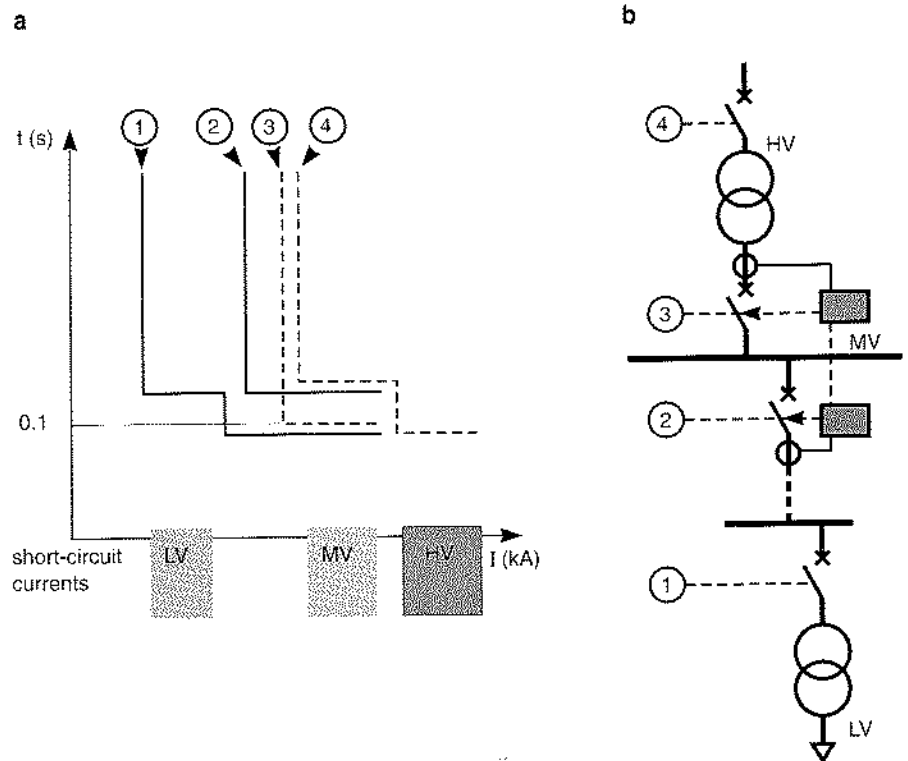 a
t (s)
1
2
3
4
0.1
short-circuit
currents
LV
MV
HV
I (kA)
b
4
HV
3
MV
2
1
LV